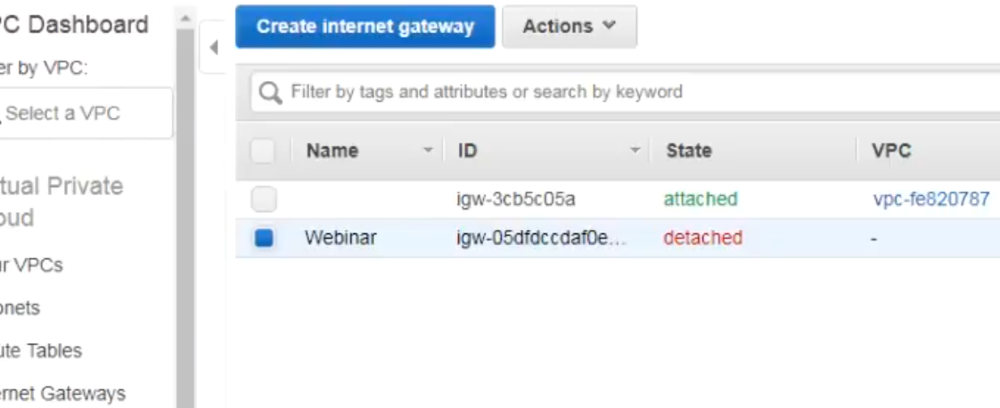 PC Dashboard
er by VPC:
Select a VPC
tual Private
oud
ur VPCs
onets
ute Tables
ernet Gateways
Create internet gateway
Actions
Filter by tags and attributes or search by keyword
Name ID State VPC
igw-3cb5c05a attached vpc-fe820787
Webinar igw-05dfdccdaf0e... detached -